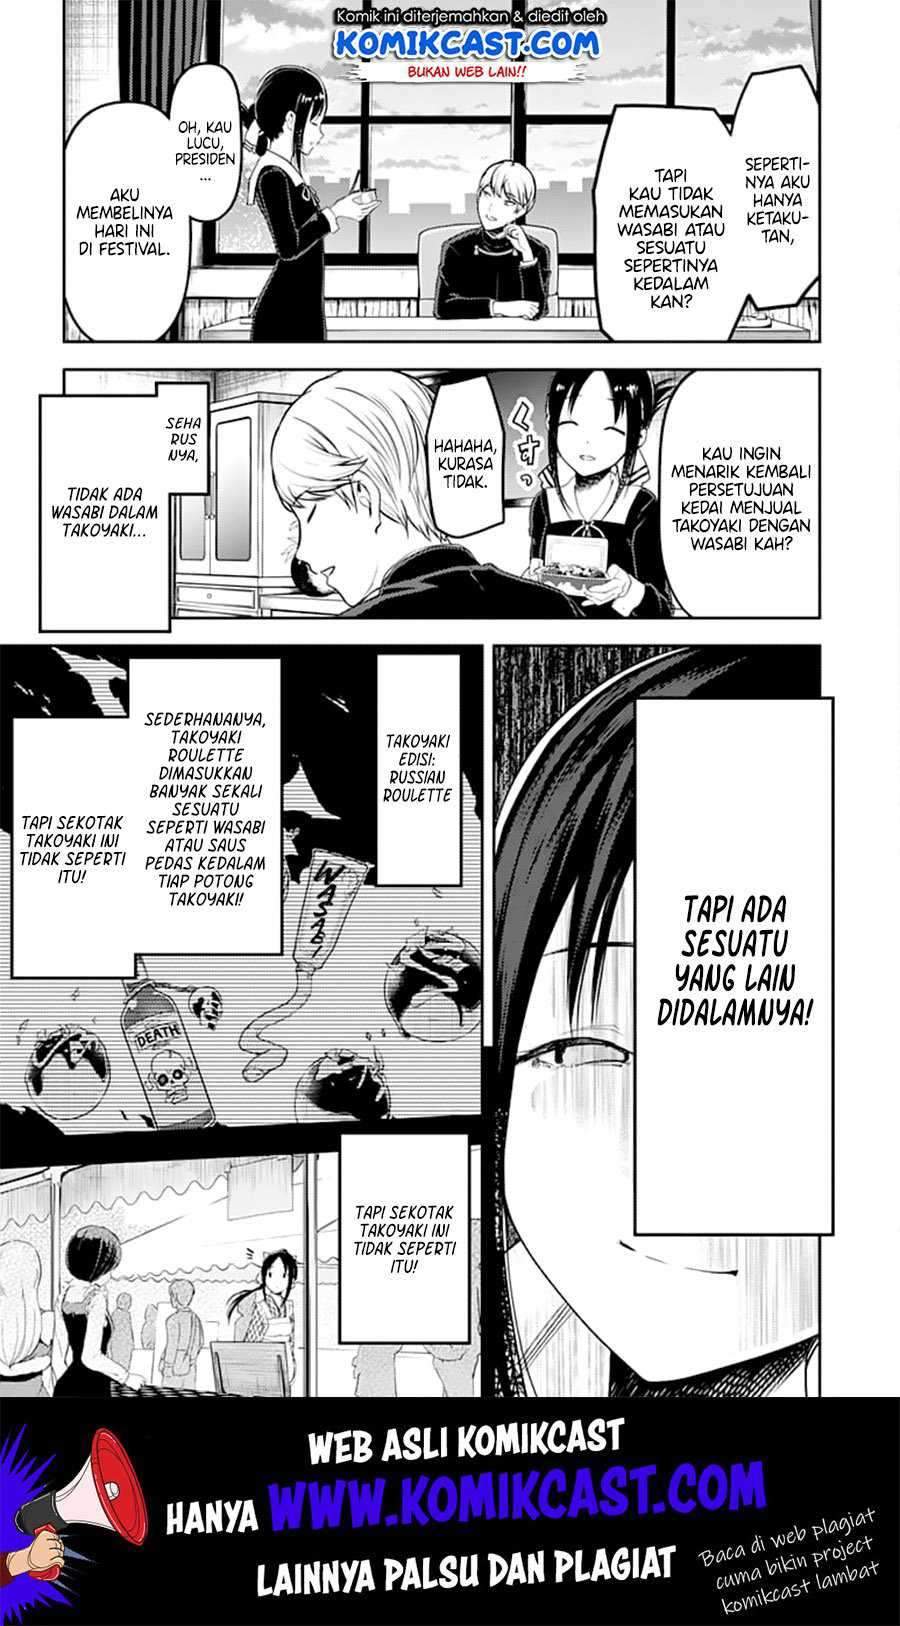 Komik ini diterjemahkan & diedit oleh
KOMIKCAST.COM
BUKAN WEB LAIN!!
SEPERTI-
NYA AKU
HANYA
KETAKU-
TAN,
TAPI
KAU TIDAK
MEMASUKAN
WASABI ATAU
SESUATU
SEPERTINYA
KEDALAM
KAN?
OH, KAU
LUCU,
PRESIDEN
...
AKU
MEMBELINYA
HARI INI
DI FESTIVAL.
KAU INGIN
MENARIK KEMBALI
PERSETUJUAN
KEDAI MENJUAL
TAKOYAKI DENGAN
WASABI KAH?
くすっ
HAHAHA,
KURASA
TIDAK.
SEHA
RUS
NYA,
TIDAK ADA
WASABI DALAM
TAKOYAKI...
TAPI ADA
SESUATU
YANG LAIN
DIDALAMNYA!
TAKOYAKI
EDISI:
RUSSIAN
ROULETTE
SEDERHANANYA,
TAKOYAKI
ROULETTE
DIMASUKKAN
BANYAK SEKALI
SESUATU
SEPERTI WASABI
ATAU SAUS
PEDAS KEDALAM
TIAP POTONG
TAKOYAKI!
TAPI SEKOTAK
TAKOYAKI INI
TIDAK SEPERTI
ITU!
WASABI
DEATH
TAPI SEKOTAK
TAKOYAKI INI
TIDAK SEPERTI
ITU!
WEB ASLI KOMIKCAST
HANYA WWW.KOMIKCAST.COM
LAINNYA PALSU DAN PLAGIAT
Baca di web plagiat
cuma bikin project
komikcast lambat